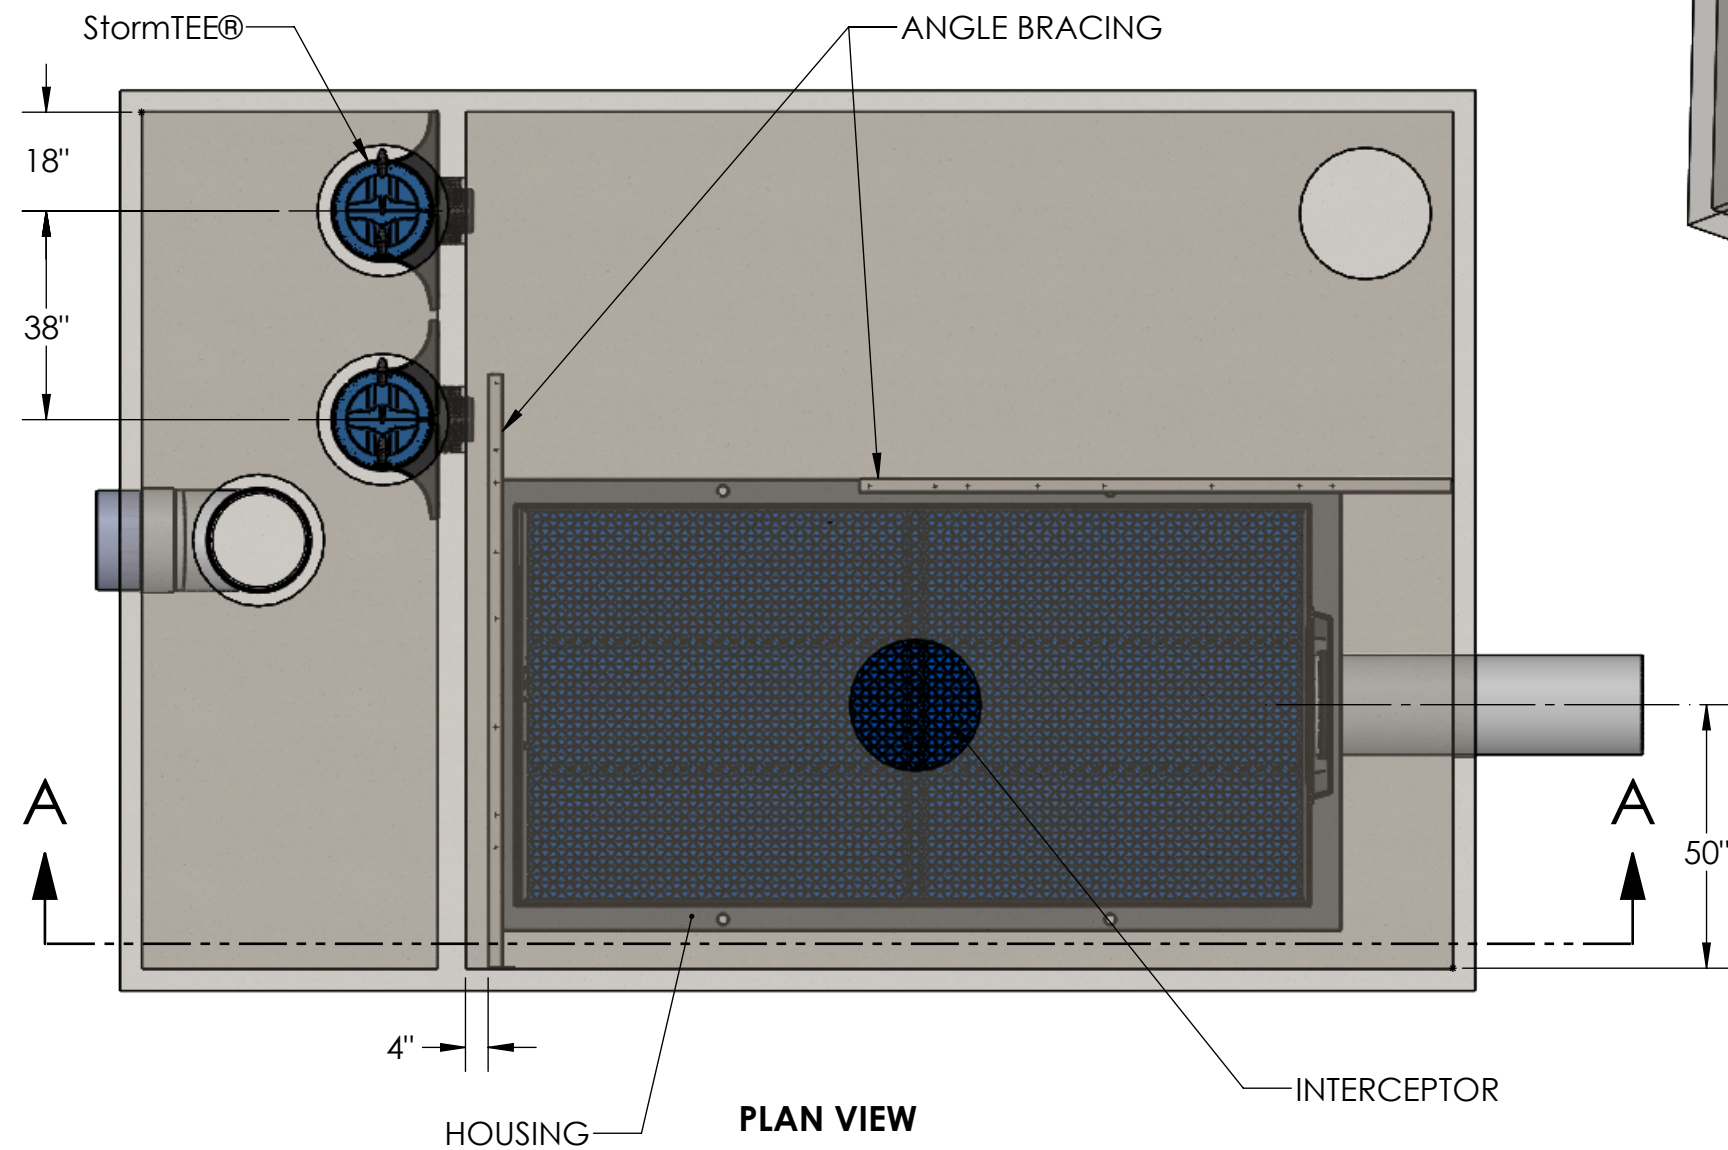 StormTEE®
ANGLE BRACING
18"
38"
A
A
50"
4"
INTERCEPTOR
HOUSING
PLAN VIEW